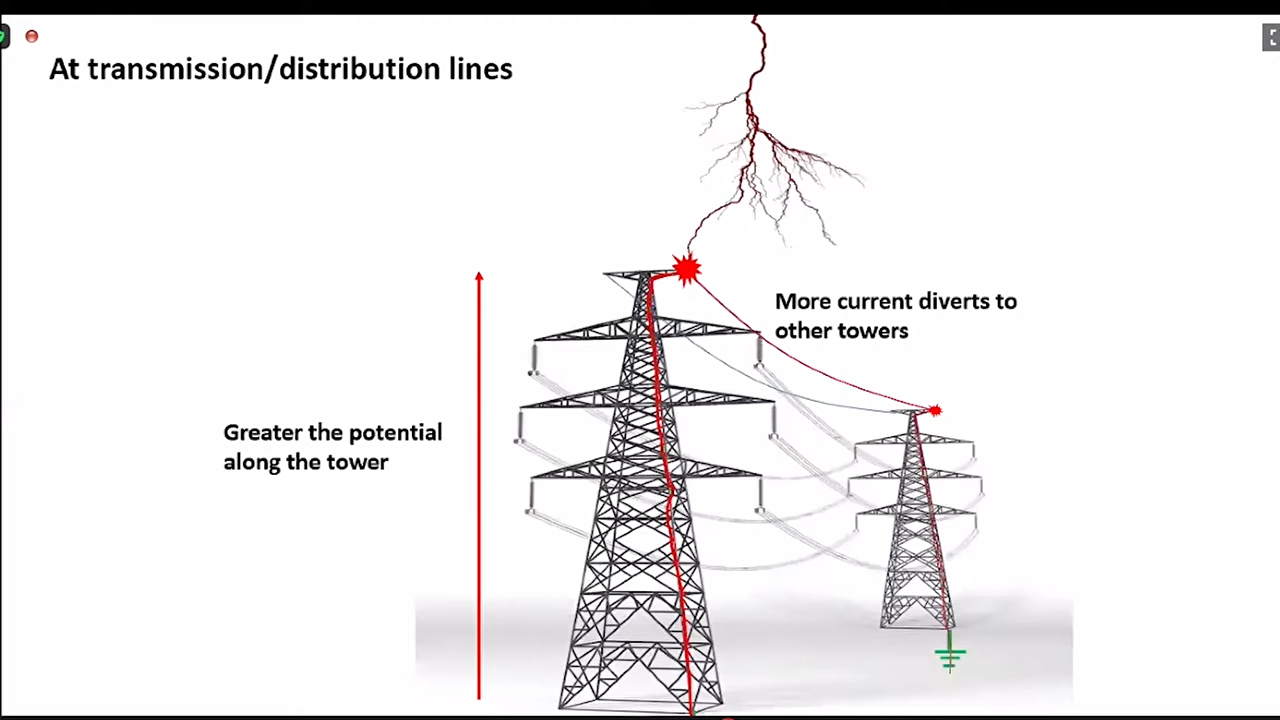 At transmission/distribution lines
More current diverts to
other towers
Greater the potential
along the tower